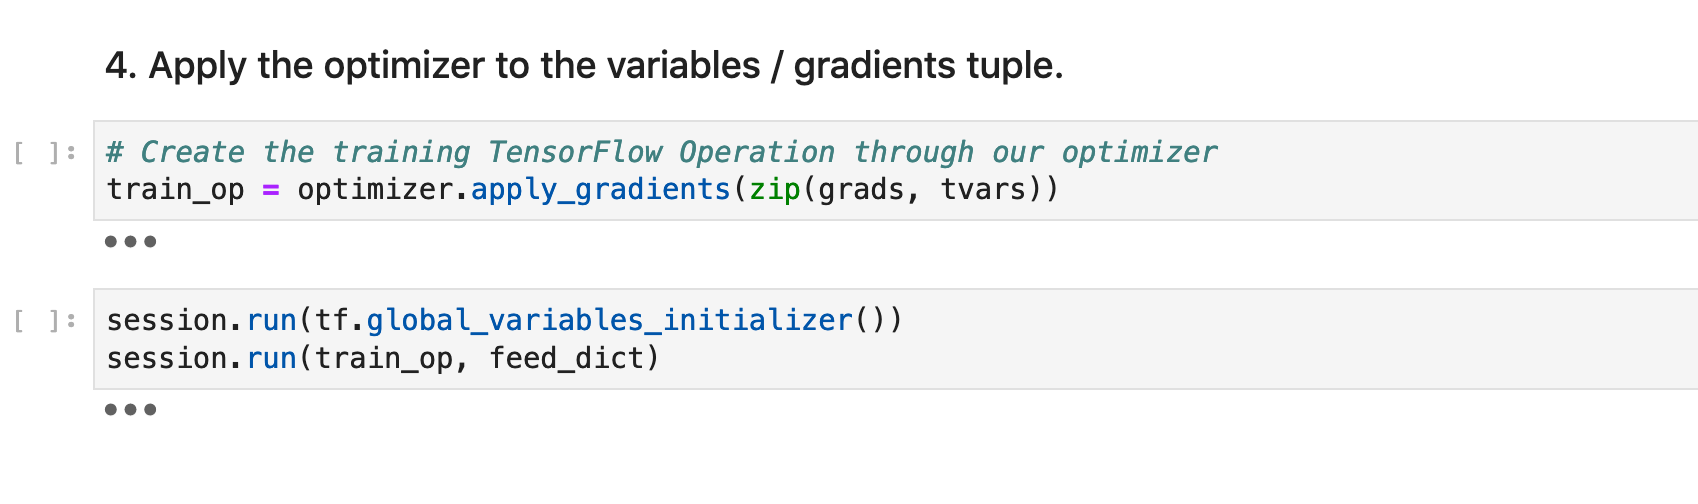 4. Apply the optimizer to the variables / gradients tuple.
[ ]:
# Create the training TensorFlow Operation through our optimizer
train_op = optimizer.apply_gradients(zip(grads, tvars))
•••
[ ]:
session.run(tf.global_variables_initializer())
session.run(train_op, feed_dict)
•••